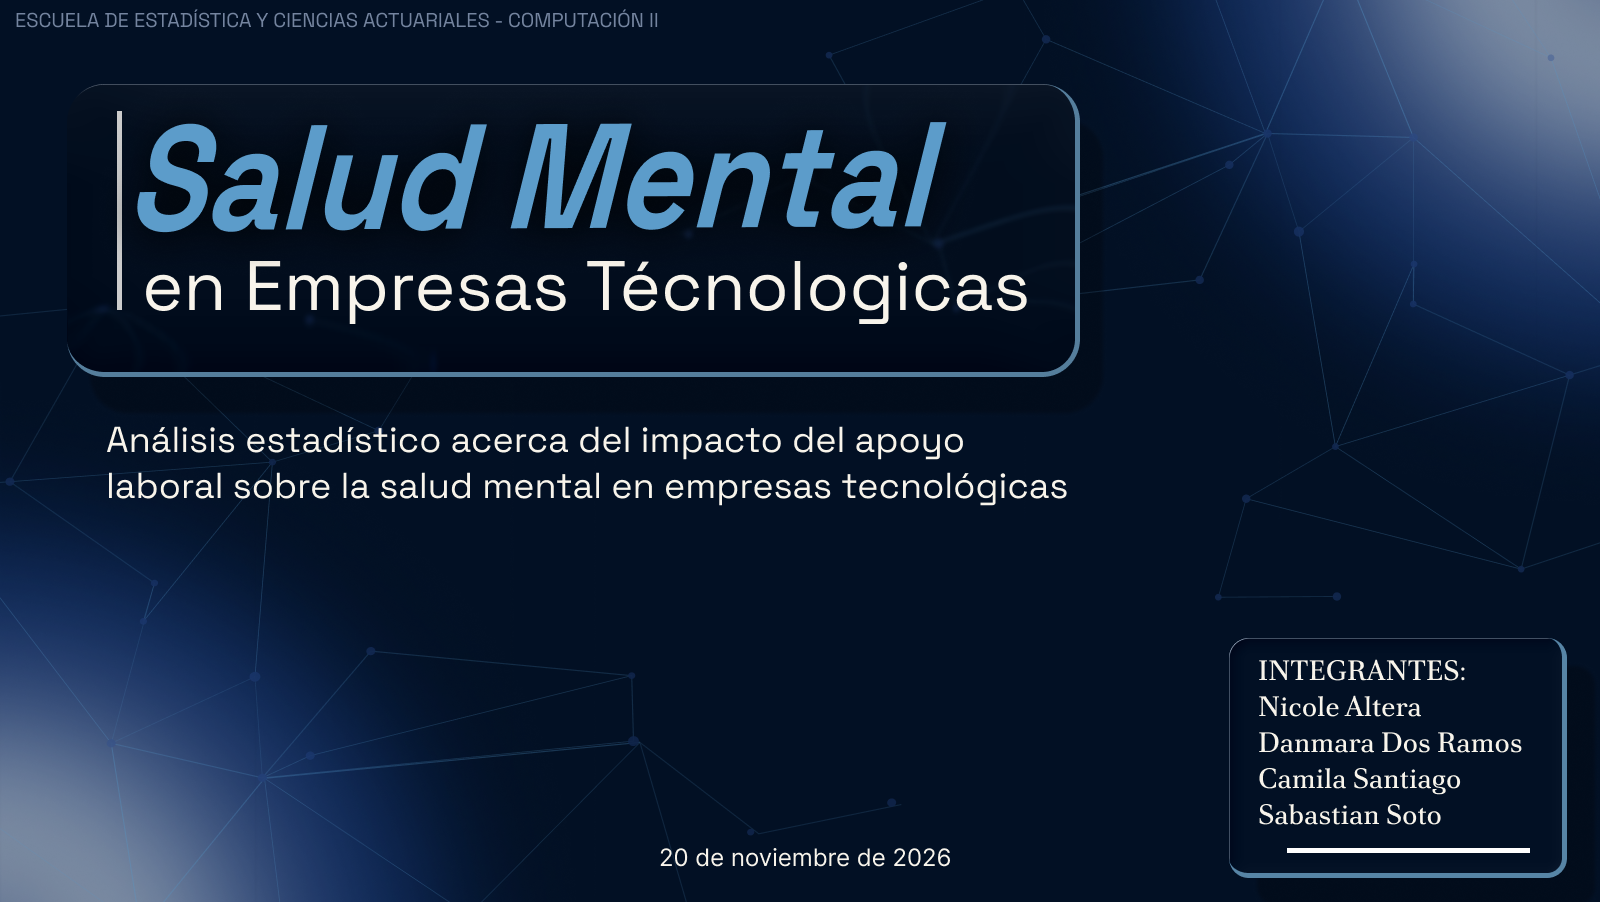 ESCUELA DE ESTADÍSTICA Y CIENCIAS ACTUARIALES - COMPUTACIÓN II
Salud Mental
en Empresas Técnologicas
Análisis estadístico acerca del impacto del apoyo
laboral sobre la salud mental en empresas tecnológicas
INTEGRANTES:
Nicole Altera
Danmara Dos Ramos
Camila Santiago
Sabastian Soto
20 de noviembre de 2026